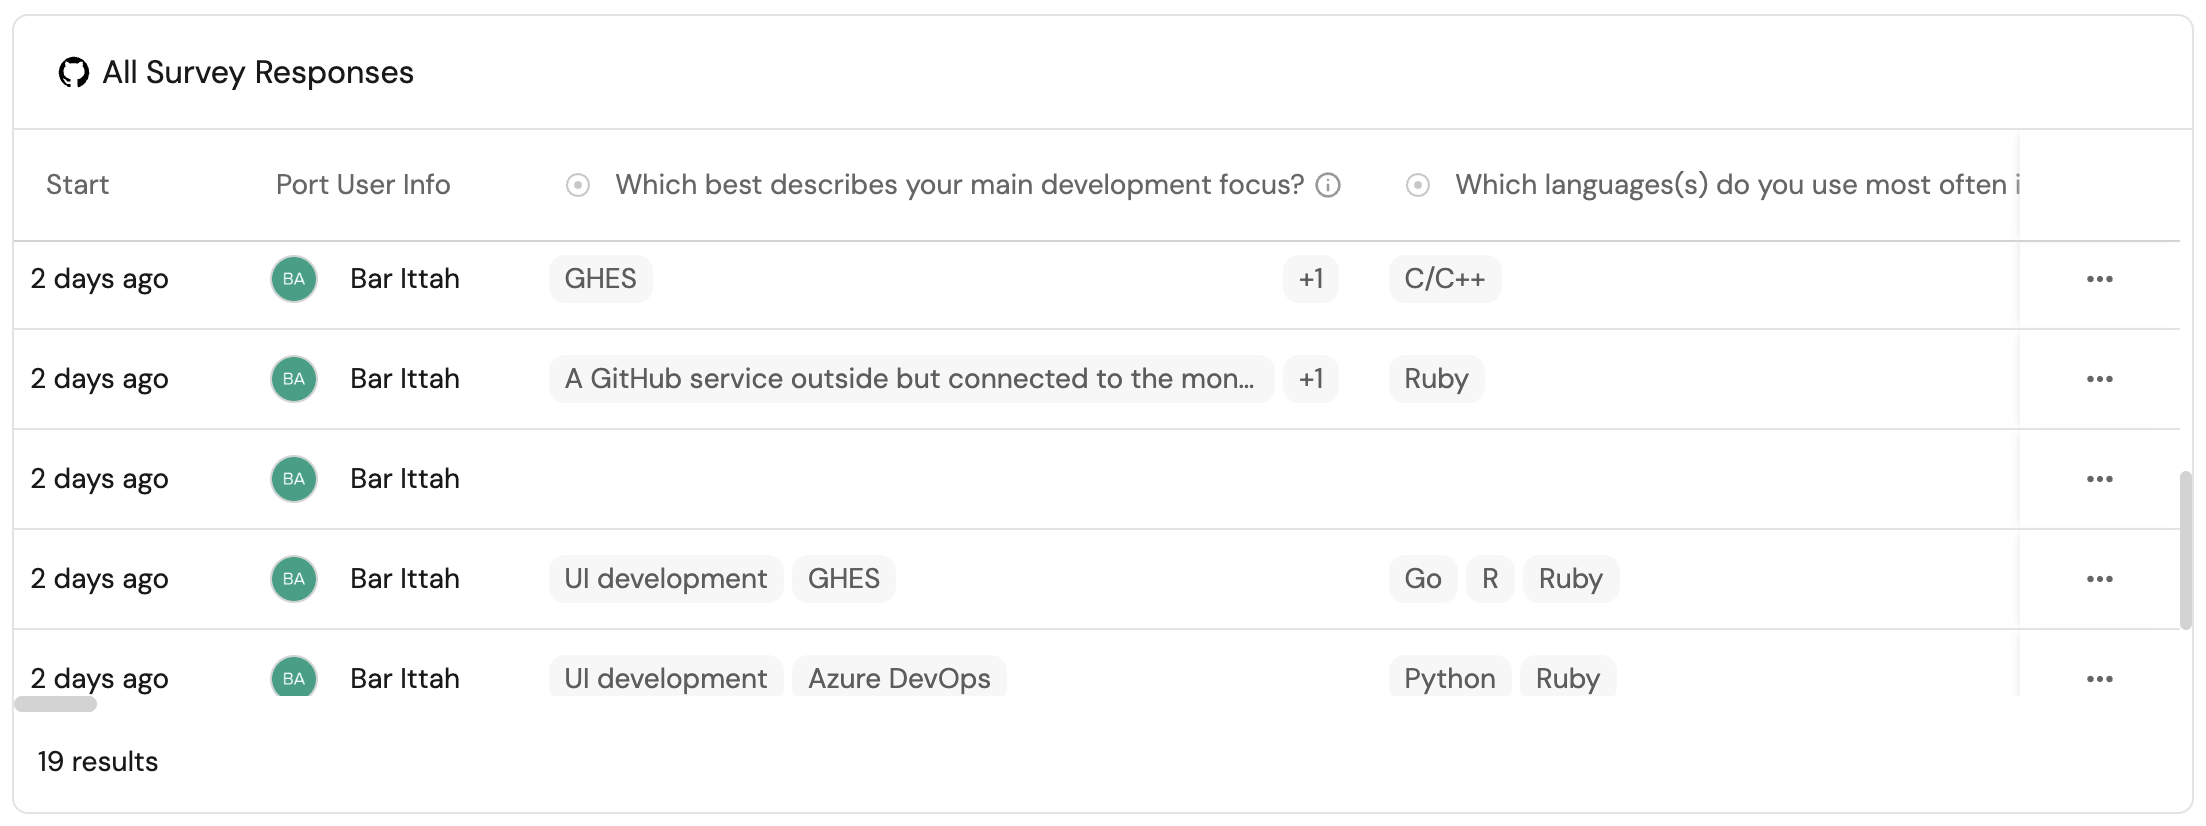 All Survey Responses
Start Port User Info Which best describes your main development focus? Which languages(s) do you use most often i
2 days ago BA Bar Ittah GHES +1 C/C++
2 days ago BA Bar Ittah A GitHub service outside but connected to the mon... +1 Ruby
2 days ago BA Bar Ittah
2 days ago BA Bar Ittah UI development GHES Go R Ruby
2 days ago BA Bar Ittah UI development Azure DevOps Python Ruby
19 results